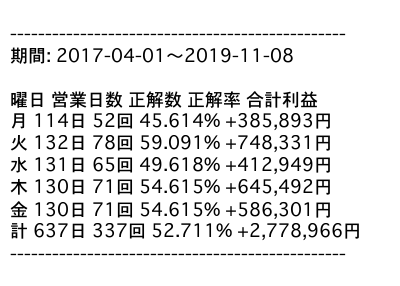 ------------------------------------------------
期間: 2017-04-01〜2019-11-08
曜日 営業日数 正解数 正解率 合計利益
月 114日 52回 45.614% +385,893円
火 132日 78回 59.091% +748,331円
水 131日 65回 49.618% +412,949円
木 130日 71回 54.615% +645,492円
金 130日 71回 54.615% +586,301円
計 637日 337回 52.711% +2,778,966円
------------------------------------------------